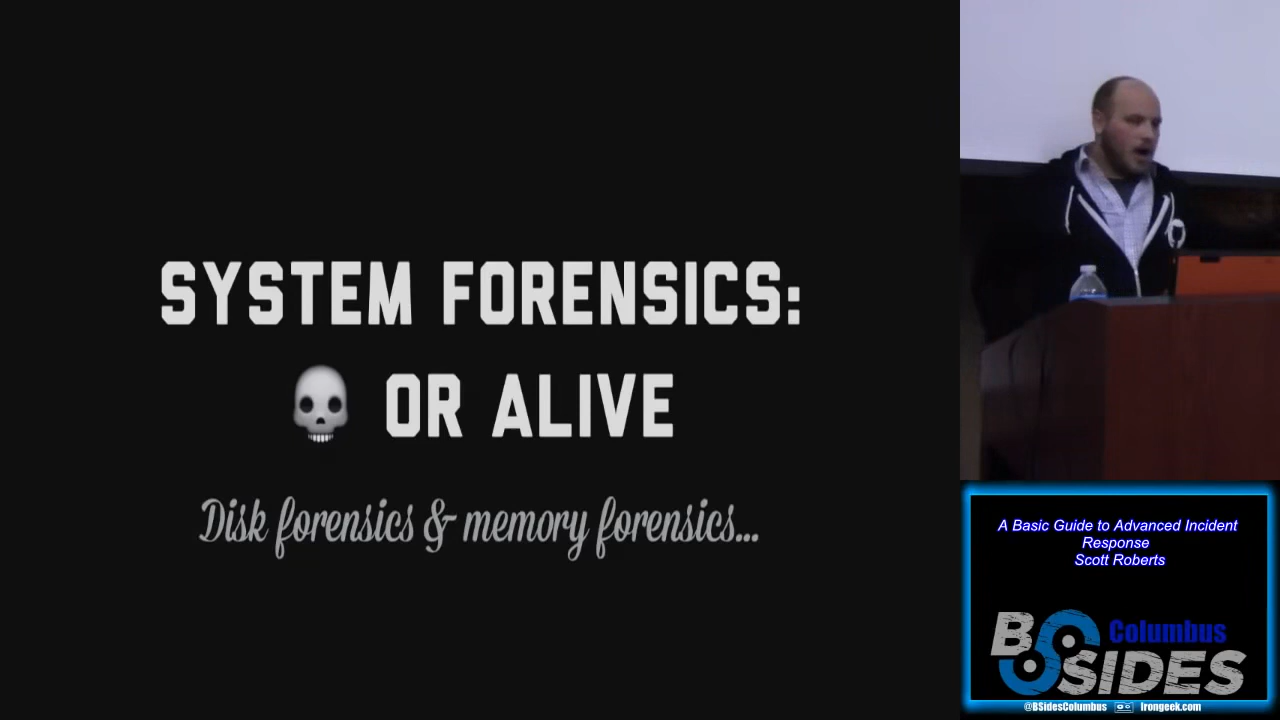 SYSTEM FORENSICS:
💀 OR ALIVE
Disk forensics & memory forensics...
A Basic Guide to Advanced Incident
Response
Scott Roberts
BSIDES
Columbus
@BSidesColumbus Irongeek.com